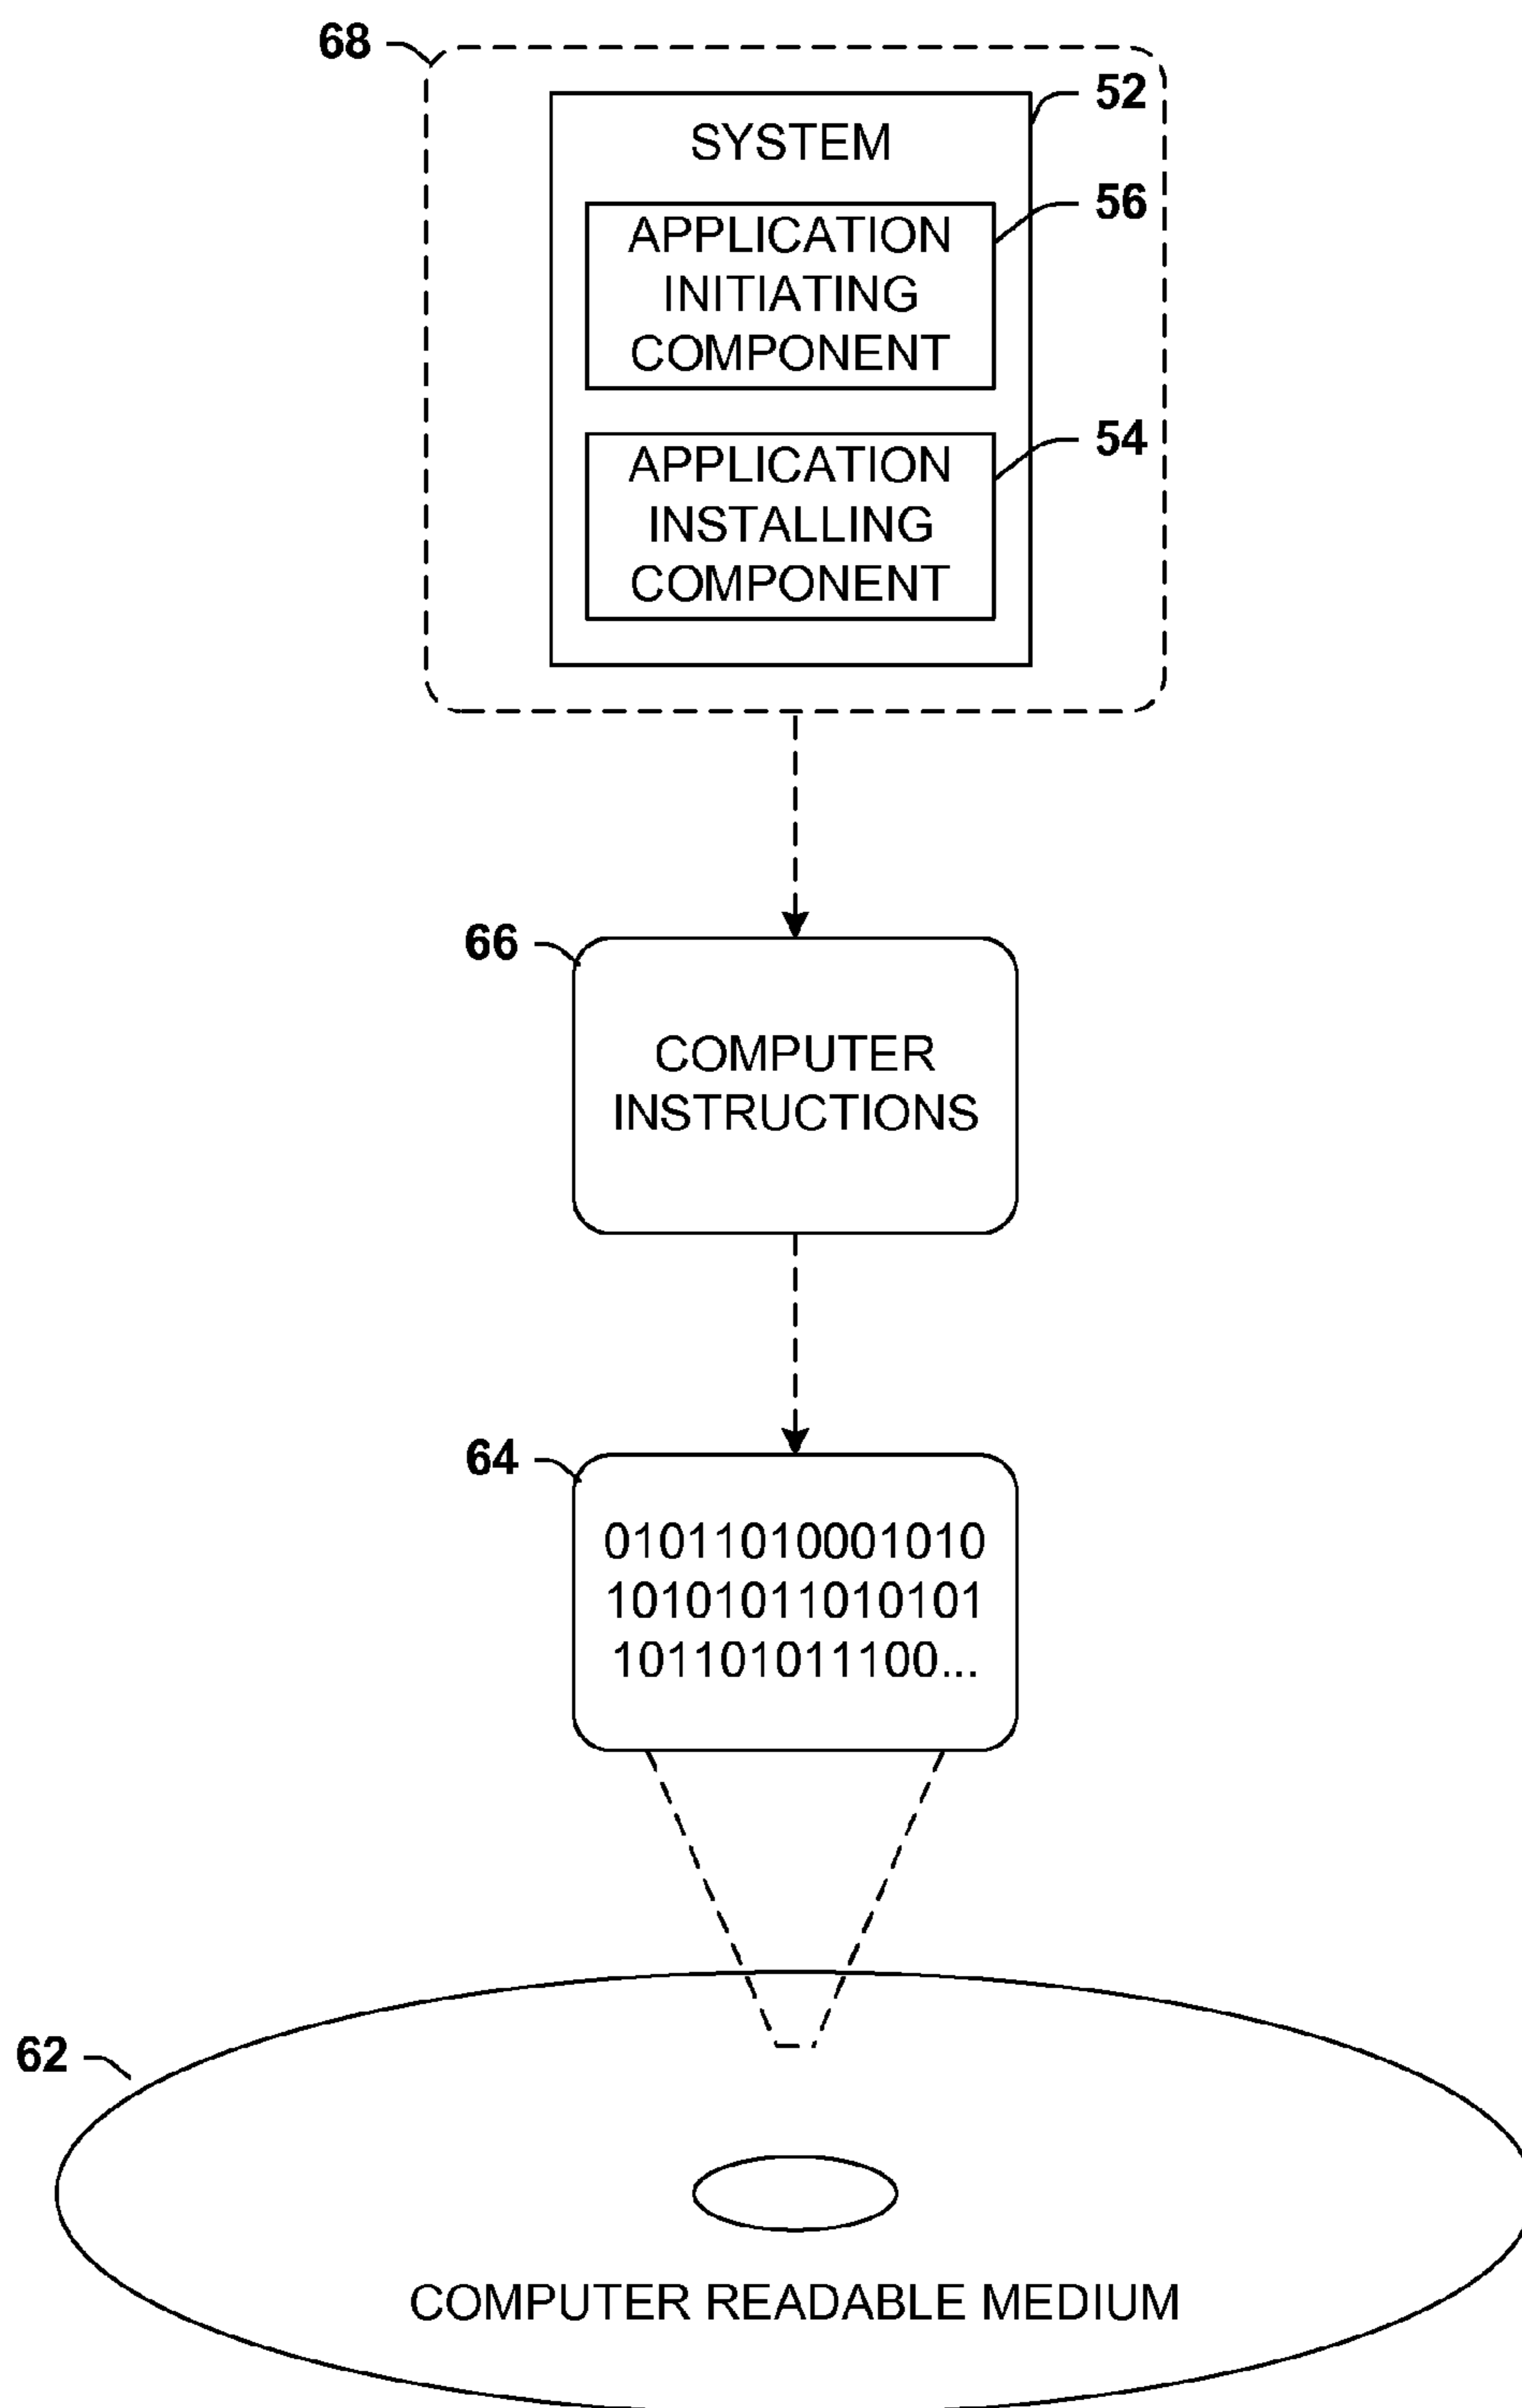 68
52
SYSTEM
56
APPLICATION
INITIATING
COMPONENT
54
APPLICATION
INSTALLING
COMPONENT
66
COMPUTER
INSTRUCTIONS
64
01011010001010
10101011010101
101101011100...
62
COMPUTER READABLE MEDIUM